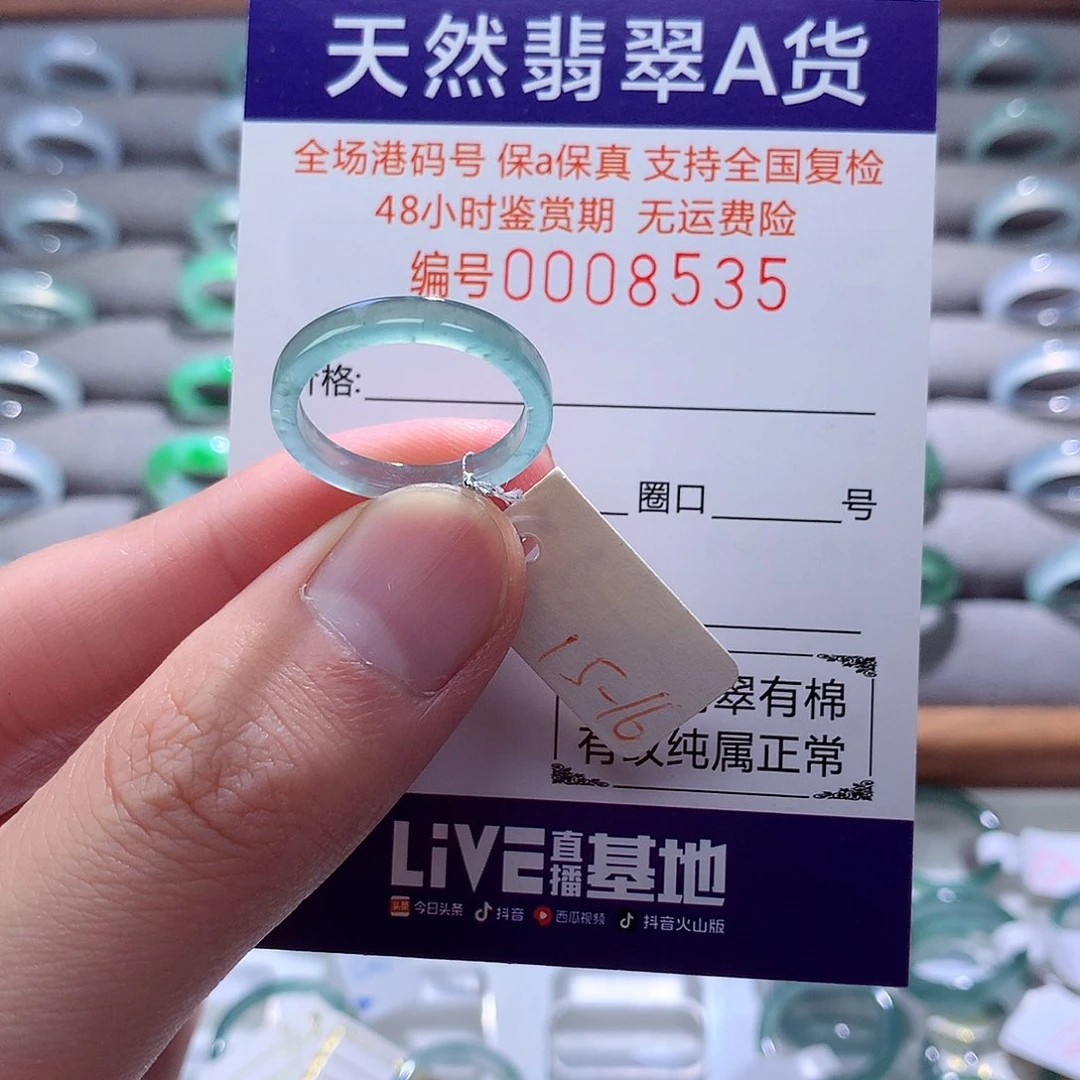 天然翡翠A货
全场港码号 保a保真 支持全国复检
48小时鉴赏期 无运费险
编号0008535
格:
圈口 号
翠有棉
有纹纯属正常
LiVE直播基地
今日头条 抖音 西瓜视频 抖音火山版